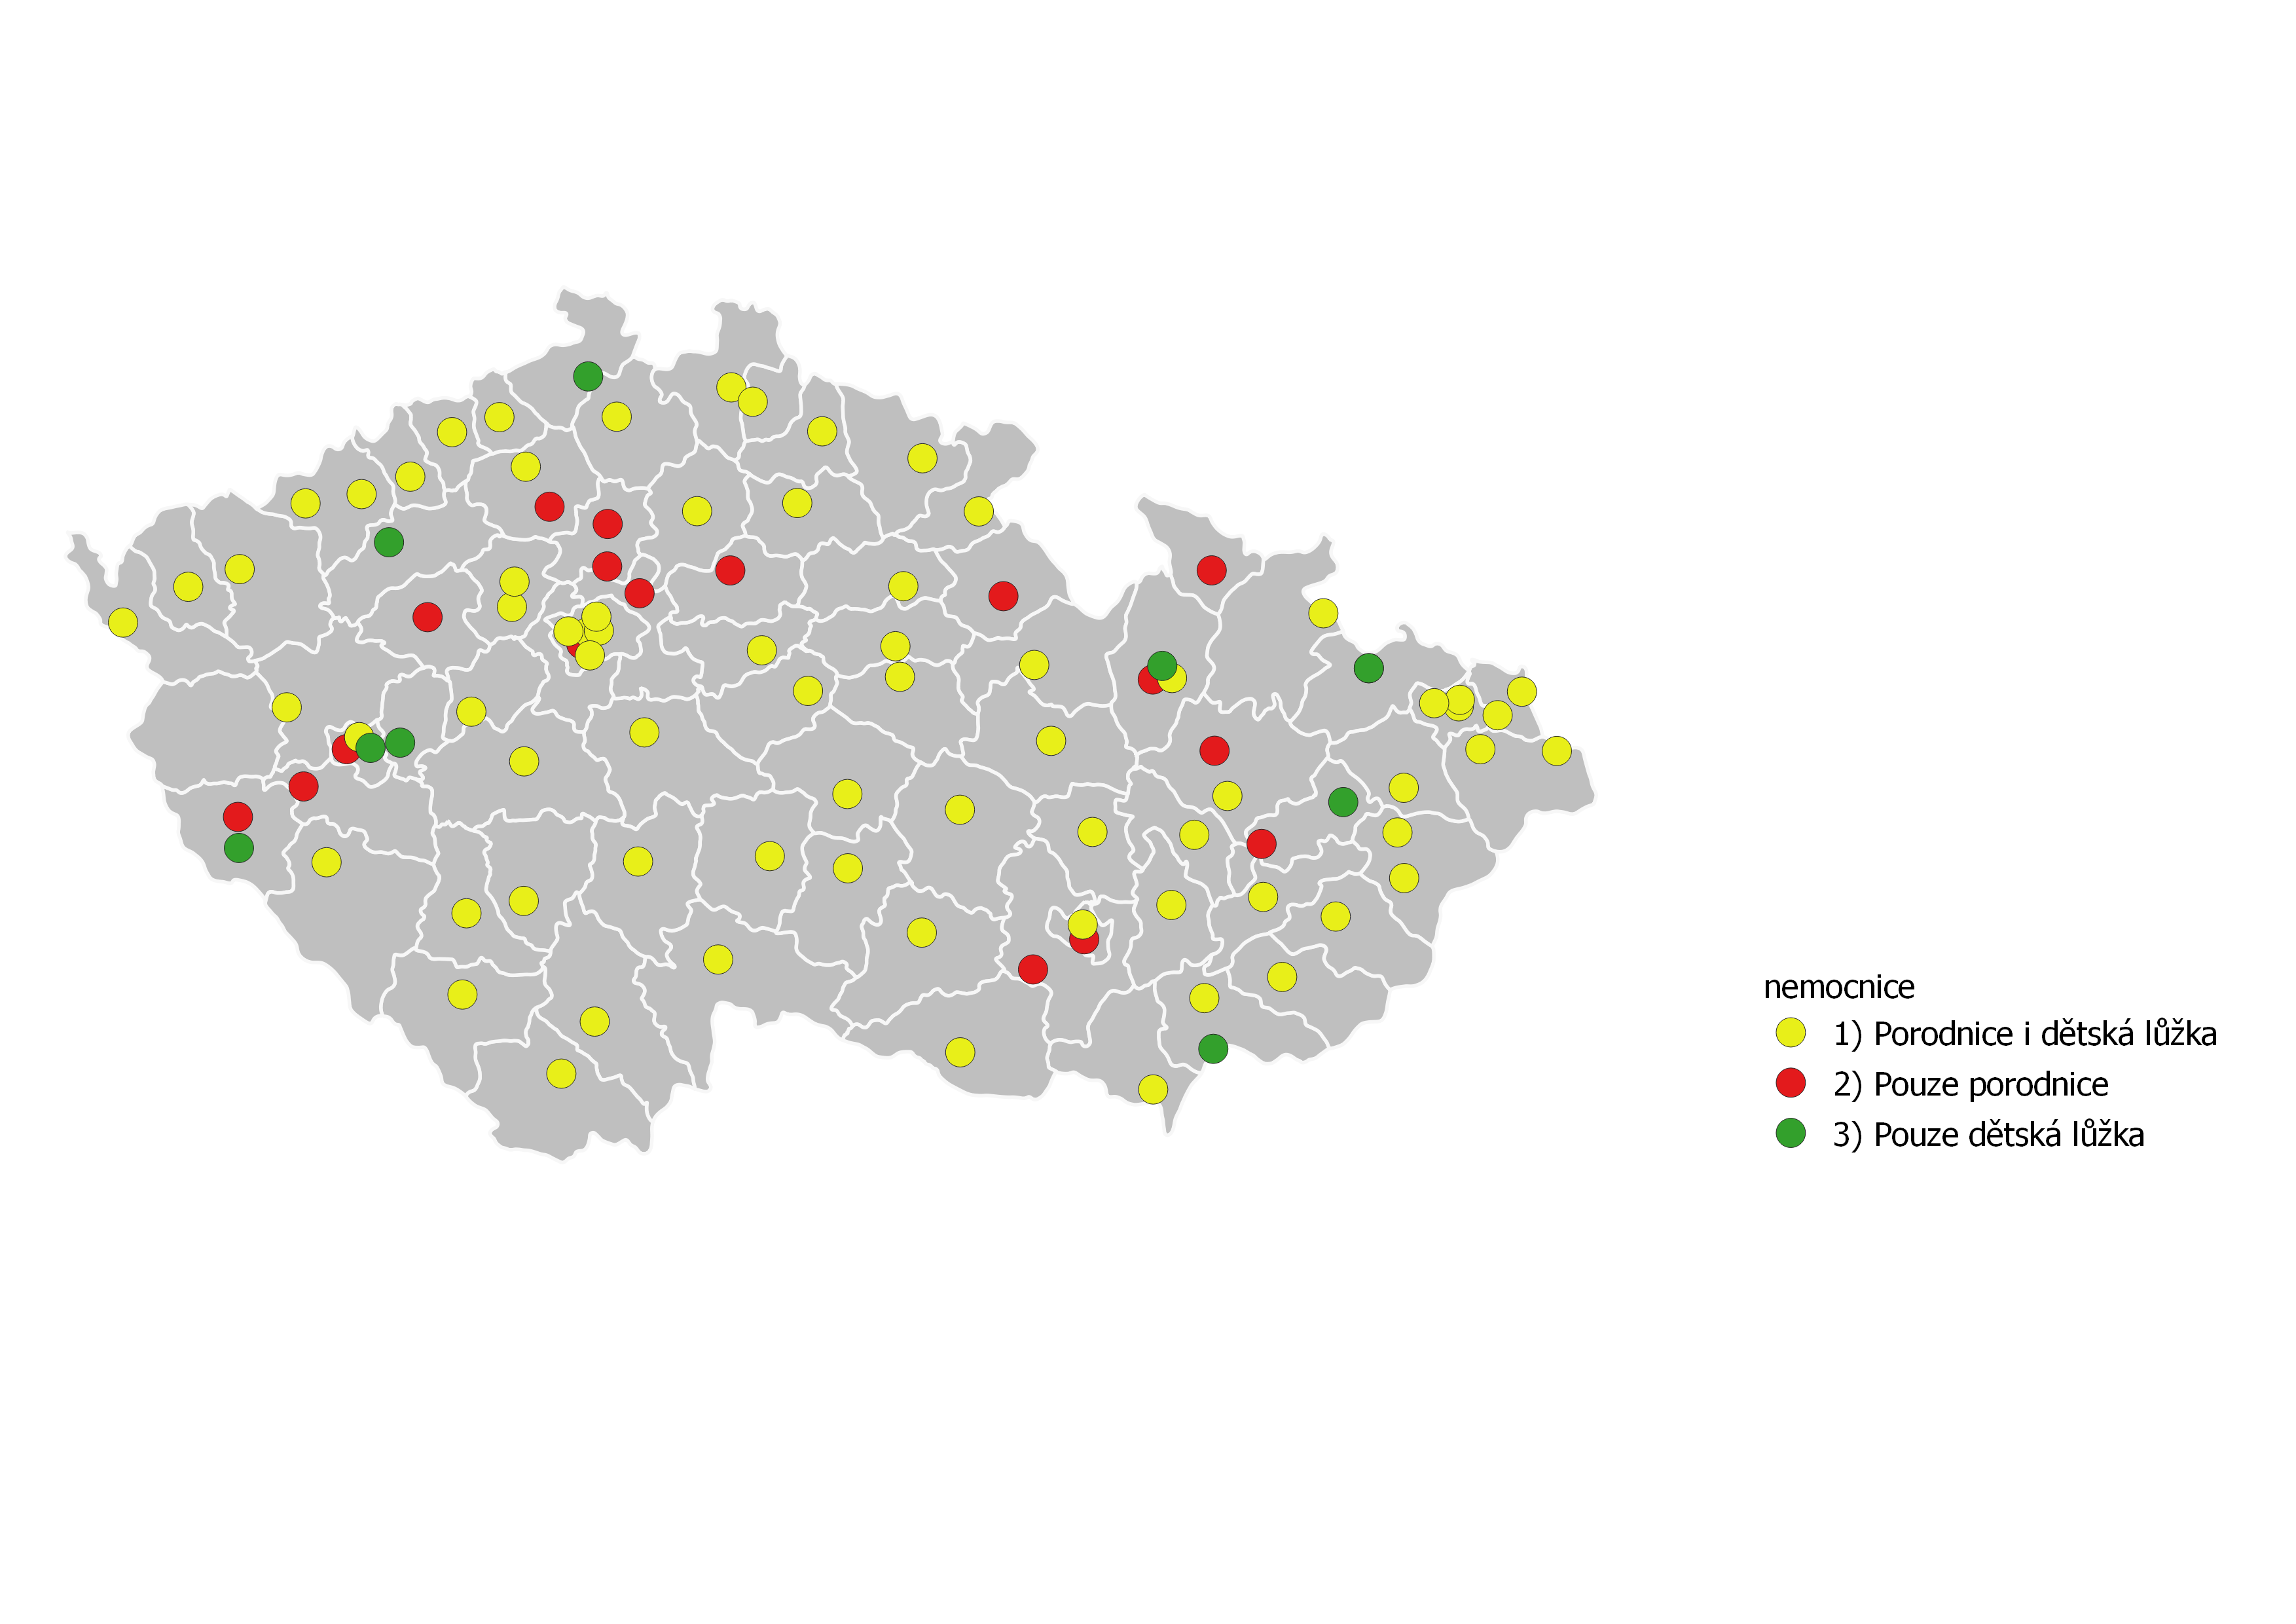 nemocnice
1) Porodnice i dětská lůžka
2) Pouze porodnice
3) Pouze dětská lůžka